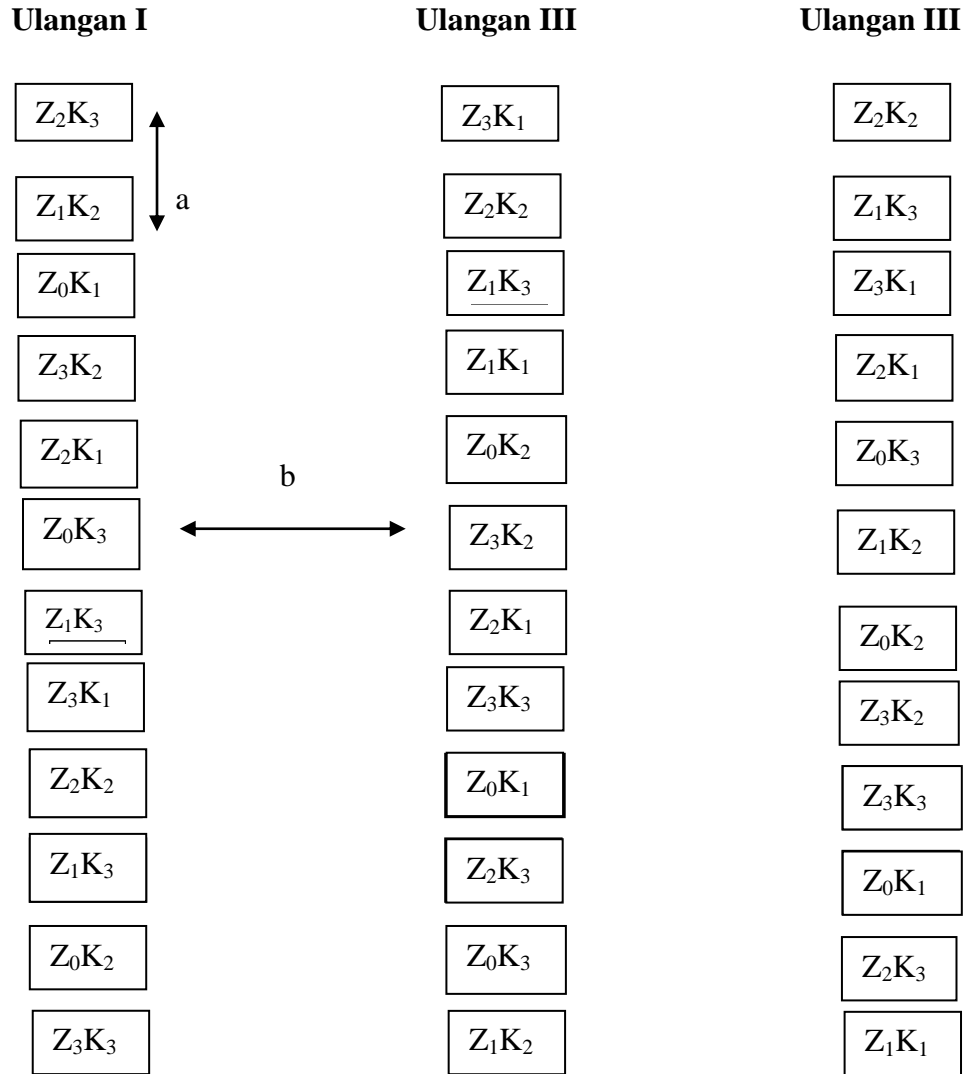 Ulangan I Ulangan III Ulangan III
Z₂K₃ Z₃K₁ Z₂K₂
a
Z₁K₂ Z₂K₂ Z₁K₃
Z₀K₁ Z₁K₃ Z₃K₁
Z₃K₂ Z₁K₁ Z₂K₁
Z₂K₁ Z₀K₂ Z₀K₃
b
Z₀K₃ Z₃K₂ Z₁K₂
Z₁K₃ Z₂K₁ Z₀K₂
Z₃K₁ Z₃K₃ Z₃K₂
Z₂K₂ Z₀K₁ Z₃K₃
Z₁K₃ Z₂K₃ Z₀K₁
Z₀K₂ Z₀K₃ Z₂K₃
Z₃K₃ Z₁K₂ Z₁K₁